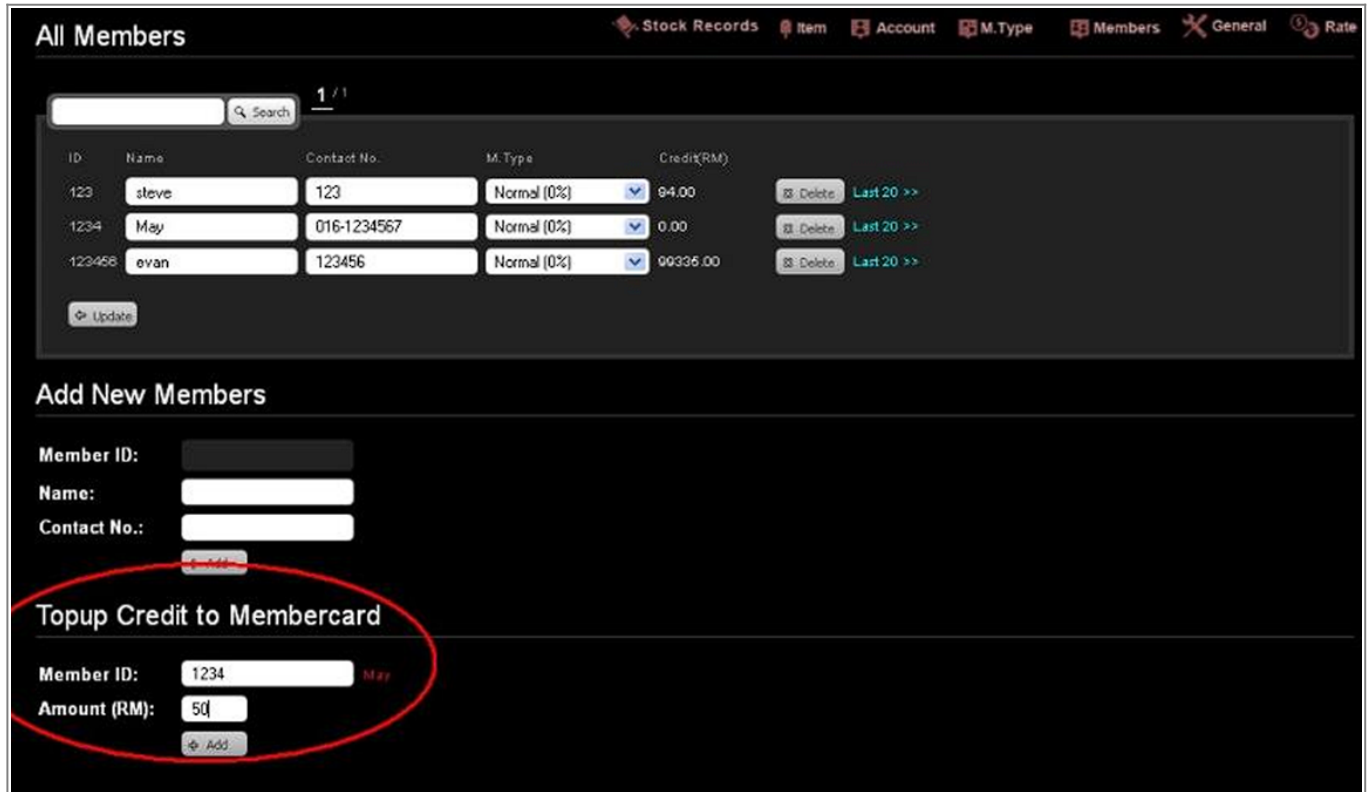 All Members
Stock Records Item Account M.Type Members General Rate
Search 1 / 1
ID Name Contact No. M.Type Credit(RM)
123 steve 123 Normal (0%) 94.00 Delete Last 20 >>
1234 May 016-1234567 Normal (0%) 0.00 Delete Last 20 >>
123456 evan 123456 Normal (0%) 99336.00 Delete Last 20 >>
Update
Add New Members
Member ID:
Name:
Contact No.:
Add
Topup Credit to Membercard
Member ID: 1234 May
Amount (RM): 50
Add